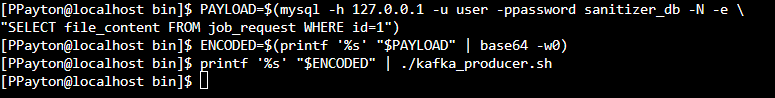 [PPayton@localhost bin]$ PAYLOAD=$(mysql -h 127.0.0.1 -u user -ppassword sanitizer_db -N -e \
"SELECT file_content FROM job_request WHERE id=1")
[PPayton@localhost bin]$ ENCODED=$(printf '%s' "$PAYLOAD" | base64 -w0)
[PPayton@localhost bin]$ printf '%s' "$ENCODED" | ./kafka_producer.sh
[PPayton@localhost bin]$